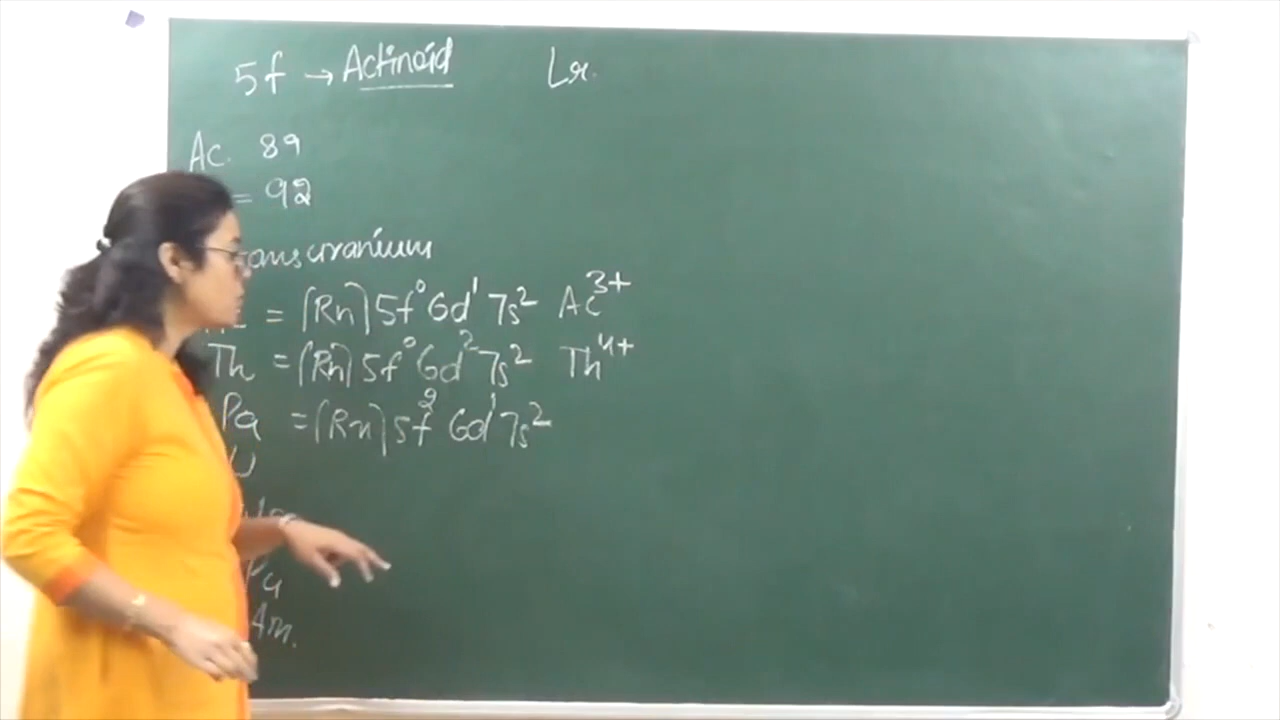 5f → Actinoid Lr.
Ac. 89
= 92
ansuranium
= [Rn] 5f⁰ 6d¹ 7s² Ac³⁺
Th = [Rn] 5f⁰ 6d² 7s² Th⁴⁺
Pa = [Rn] 5f² 6d¹ 7s²
U
Am.